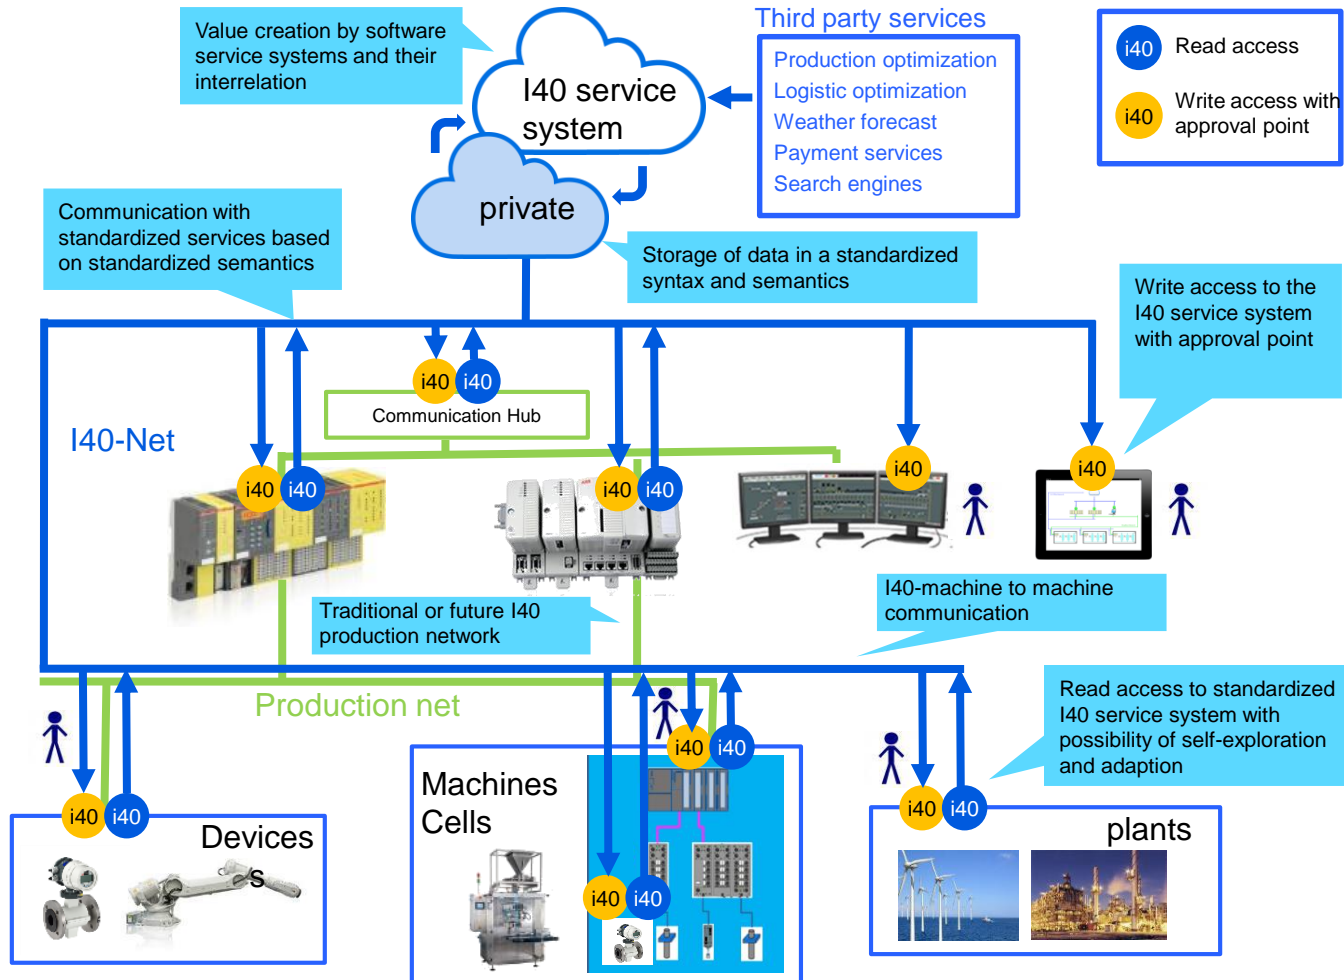 Value creation by software
service systems and their
interrelation
I40 service
system
private
Third party services
Production optimization
Logistic optimization
Weather forecast
Payment services
Search engines
i40 Read access
i40 Write access with
approval point
Communication with
standardized services based
on standardized semantics
Storage of data in a standardized
syntax and semantics
Write access to the
I40 service system
with approval point
i40 i40
Communication Hub
I40-Net
i40 i40
i40 i40
i40
i40
Traditional or future I40
production network
I40-machine to machine
communication
Production net
Read access to standardized
I40 service system with
possibility of self-exploration
and adaption
i40 i40
Devices
s
i40 i40
Machines
Cells
i40 i40
i40 i40
plants